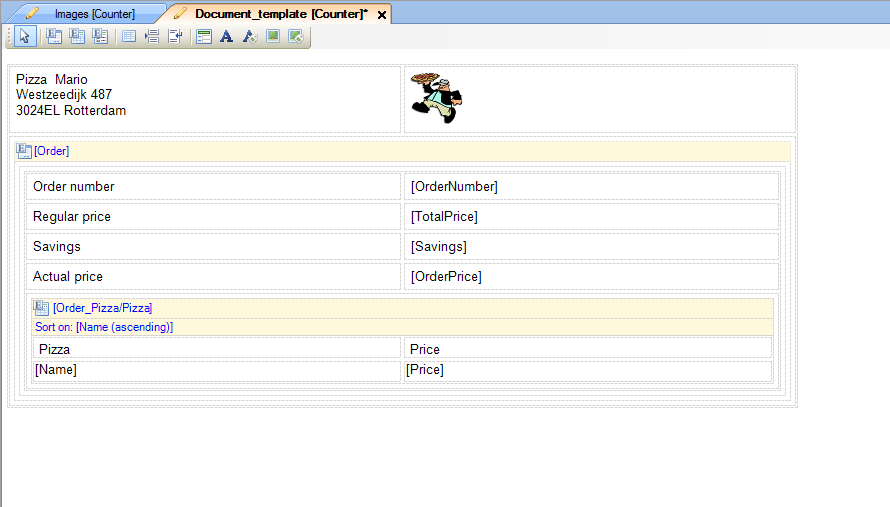 Images [Counter]
Document_template [Counter]*
Pizza Mario
Westzeedijk 487
3024EL Rotterdam
[Order]
Order number [OrderNumber]
Regular price [TotalPrice]
Savings [Savings]
Actual price [OrderPrice]
[Order_Pizza/Pizza]
Sort on: [Name (ascending)]
Pizza Price
[Name] [Price]